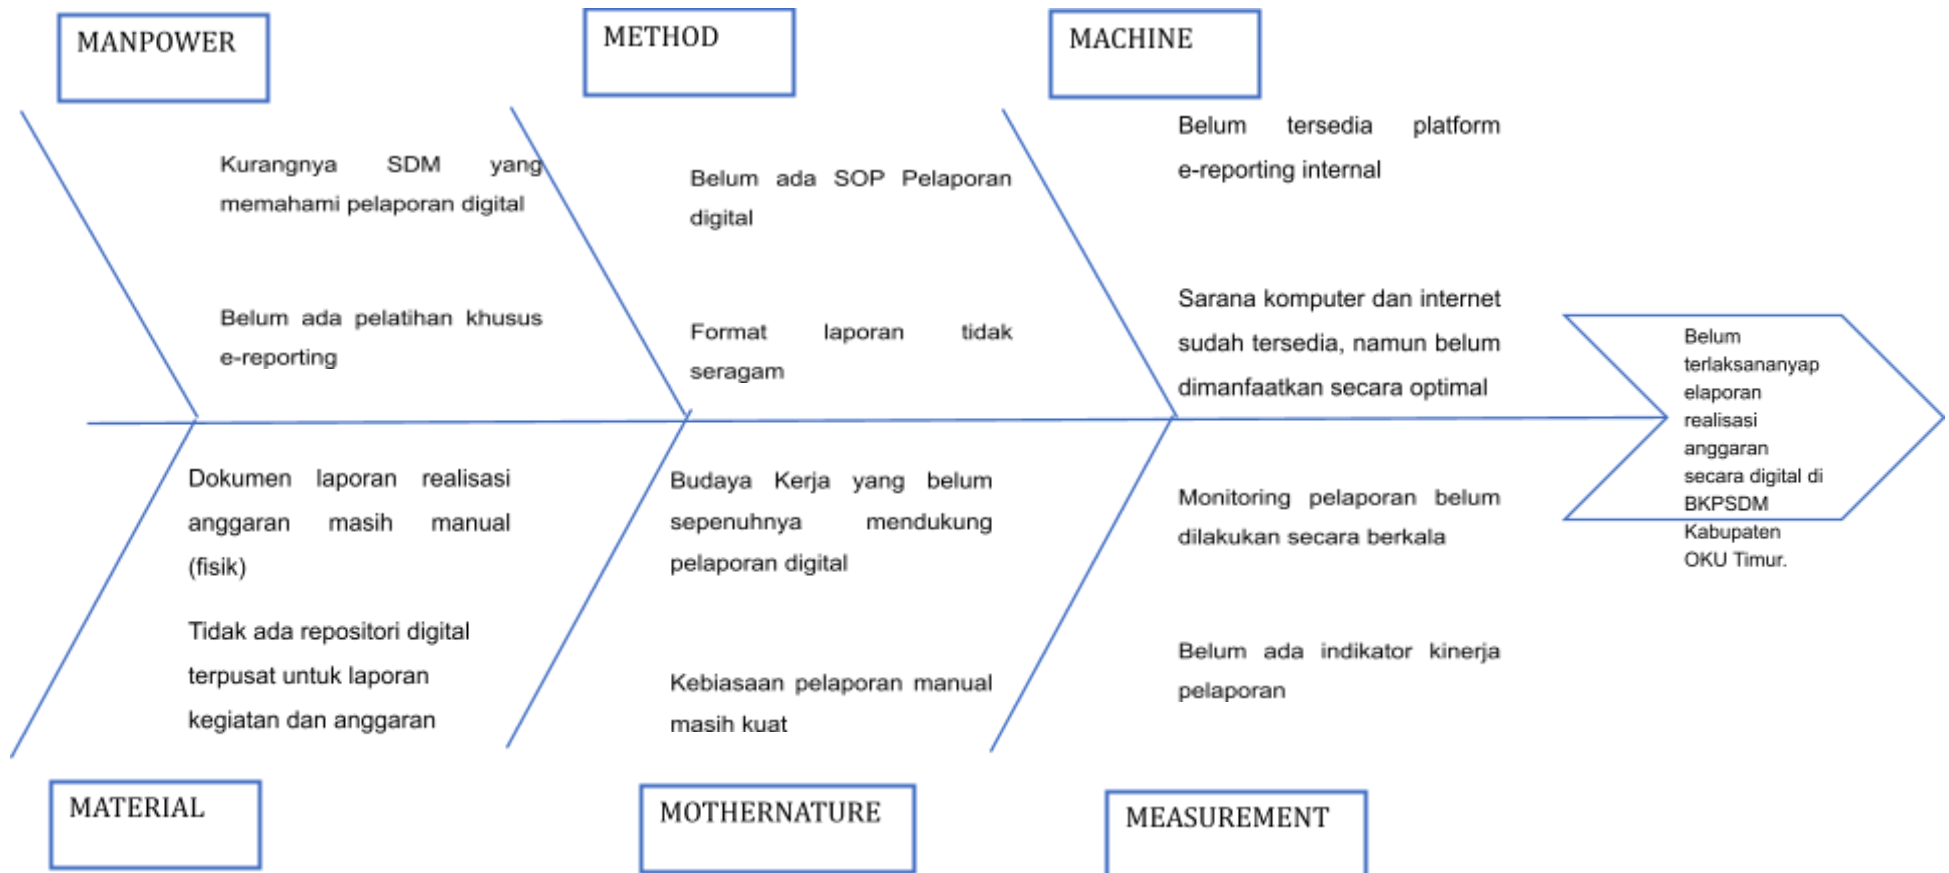 MANPOWER
METHOD
MACHINE
Kurangnya SDM yang
memahami pelaporan digital
Belum ada pelatihan khusus
e-reporting
Belum ada SOP Pelaporan
digital
Format laporan tidak
seragam
Belum tersedia platform
e-reporting internal
Sarana komputer dan internet
sudah tersedia, namun belum
dimanfaatkan secara optimal
Belum
terlaksananyap
elaporan
realisasi
anggaran
secara digital di
BKPSDM
Kabupaten
OKU Timur.
Dokumen laporan realisasi
anggaran masih manual
(fisik)
Tidak ada repositori digital
terpusat untuk laporan
kegiatan dan anggaran
Budaya Kerja yang belum
sepenuhnya mendukung
pelaporan digital
Kebiasaan pelaporan manual
masih kuat
Monitoring pelaporan belum
dilakukan secara berkala
Belum ada indikator kinerja
pelaporan
MATERIAL
MOTHERNATURE
MEASUREMENT